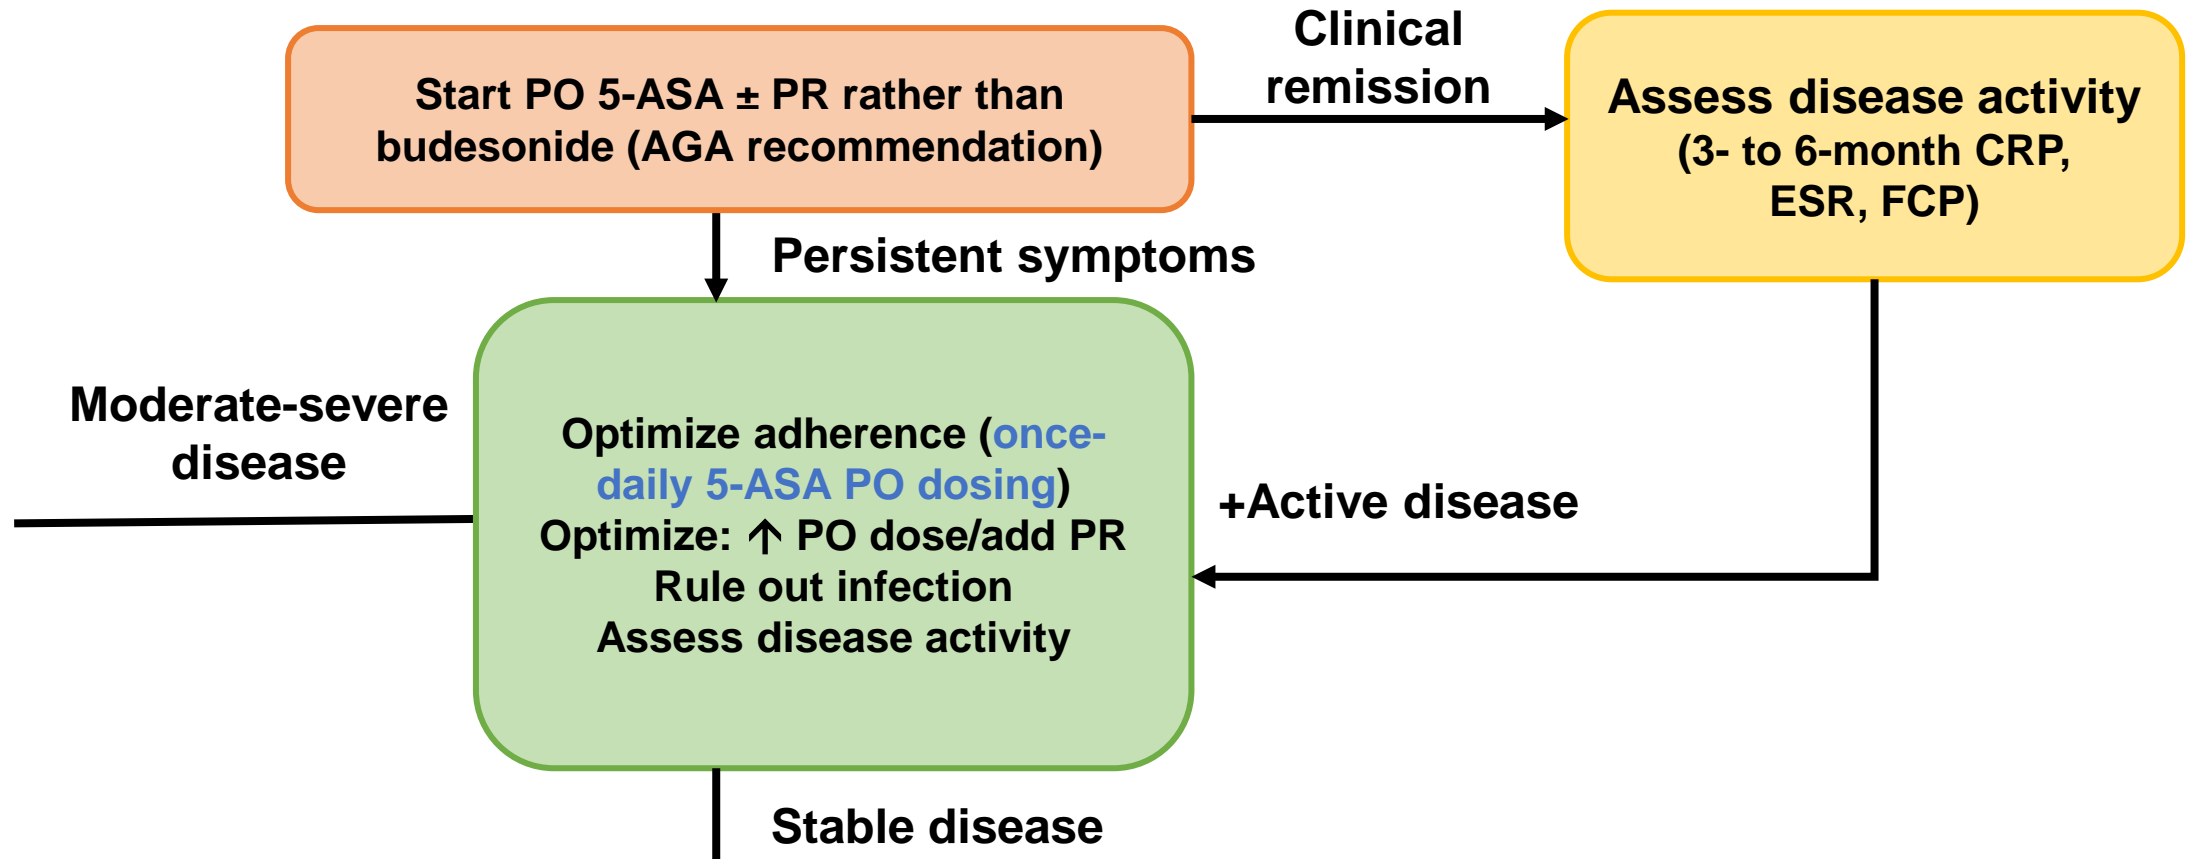 Start PO 5-ASA ± PR rather than
budesonide (AGA recommendation)
Clinical
remission
Assess disease activity
(3- to 6-month CRP,
ESR, FCP)
Persistent symptoms
Moderate-severe
disease
Optimize adherence (once-
daily 5-ASA PO dosing)
Optimize: ↑ PO dose/add PR
Rule out infection
Assess disease activity
+Active disease
Stable disease